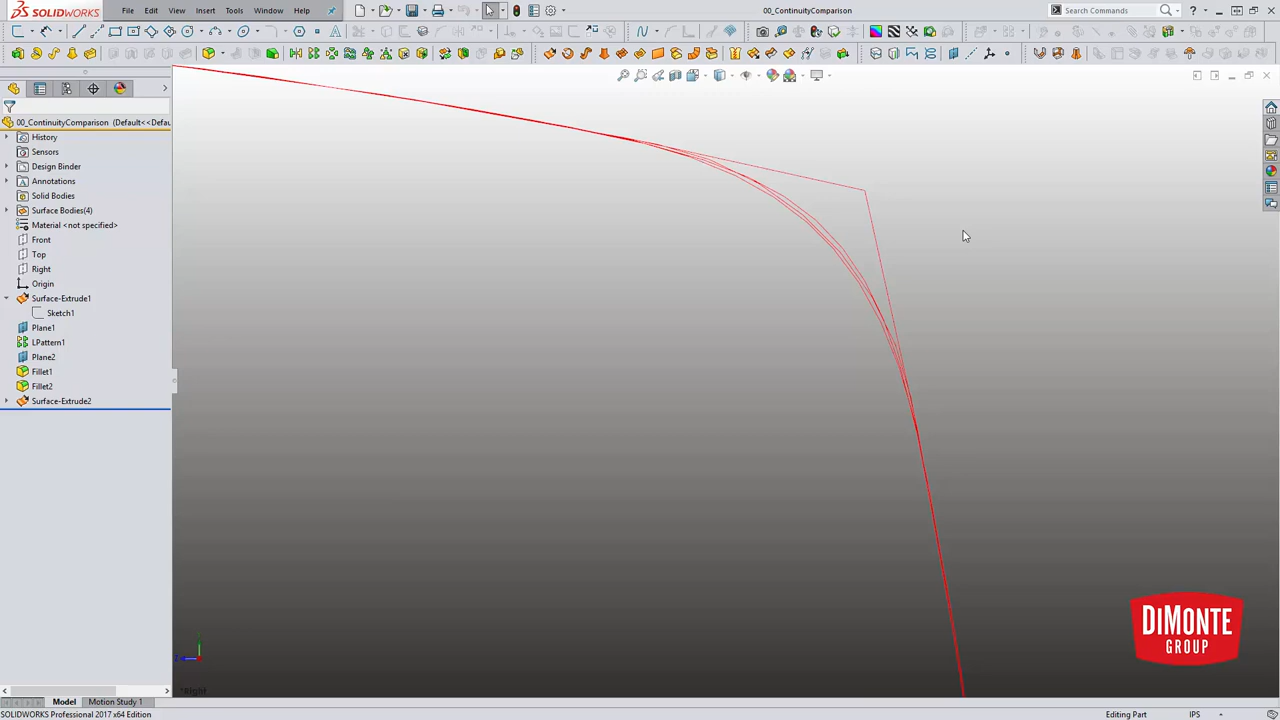 SOLIDWORKS
File
Edit
View
Insert
Tools
Window
Help
00_ContinuityComparison
Search Commands
00_ContinuityComparison (Default<<Defau
History
Sensors
Design Binder
Annotations
Solid Bodies
Surface Bodies(4)
Material <not specified>
Front
Top
Right
Origin
Surface-Extrude1
Sketch1
Plane1
LPattern1
Plane2
Fillet1
Fillet2
Surface-Extrude2
*Right
DIMONTE
GROUP
Model
Motion Study 1
SOLIDWORKS Professional 2017 x64 Edition
Editing Part
IPS